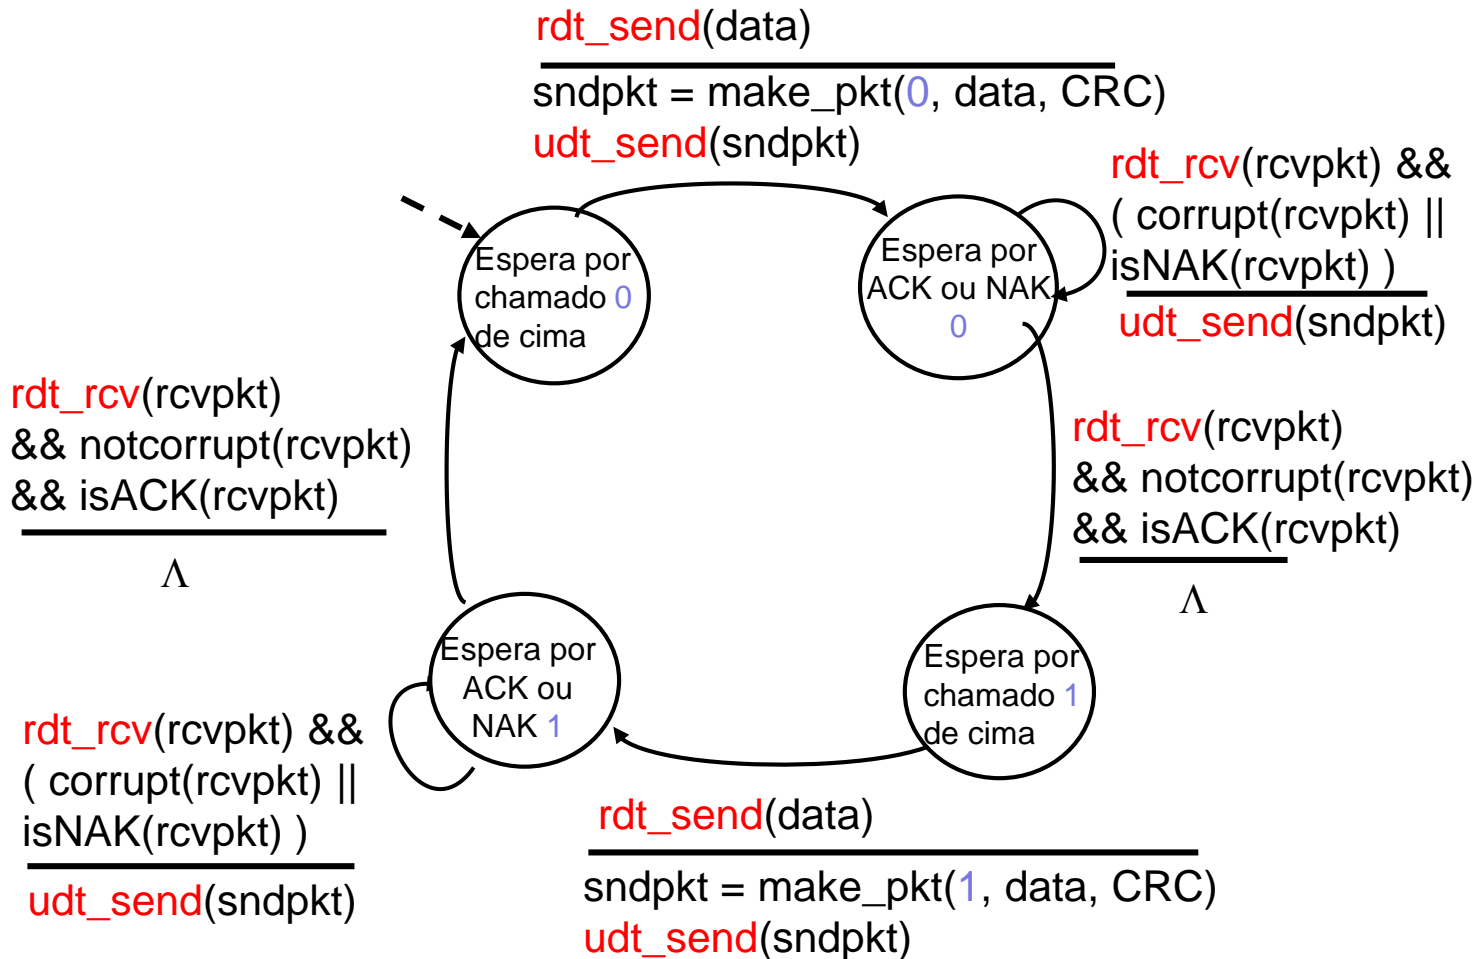 rdt_send(data)
sndpkt = make_pkt(0, data, CRC)
udt_send(sndpkt)
rdt_rcv(rcvpkt) &&
( corrupt(rcvpkt) ||
isNAK(rcvpkt) )
udt_send(sndpkt)
Espera por
chamado 0
de cima
Espera por
ACK ou NAK
0
rdt_rcv(rcvpkt)
&& notcorrupt(rcvpkt)
&& isACK(rcvpkt)
Λ
rdt_rcv(rcvpkt)
&& notcorrupt(rcvpkt)
&& isACK(rcvpkt)
Λ
Espera por
ACK ou
NAK 1
Espera por
chamado 1
de cima
rdt_rcv(rcvpkt) &&
( corrupt(rcvpkt) ||
isNAK(rcvpkt) )
udt_send(sndpkt)
rdt_send(data)
sndpkt = make_pkt(1, data, CRC)
udt_send(sndpkt)